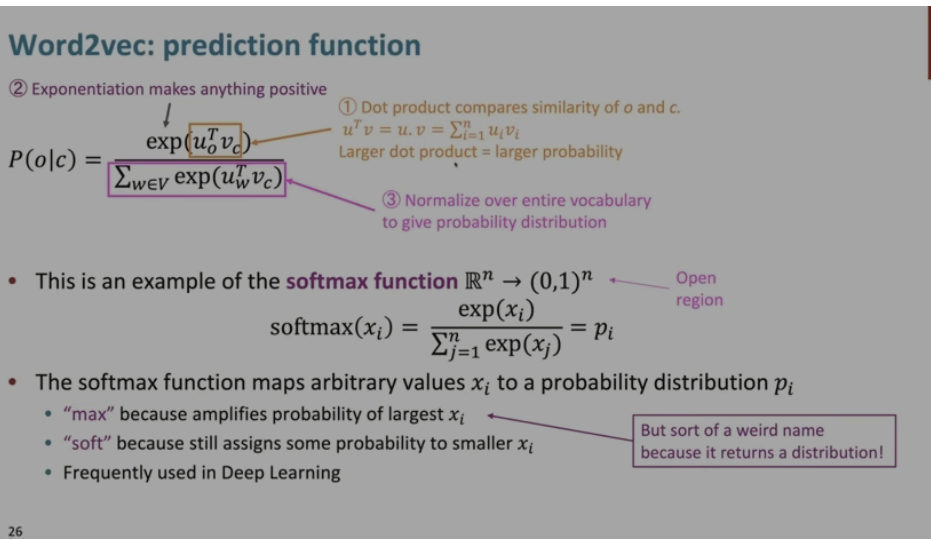 Word2vec: prediction function
② Exponentiation makes anything positive
① Dot product compares similarity of o and c.
uᵀv = u. v = ∑ⁿᵢ₌₁ uᵢvᵢ
Larger dot product = larger probability
P(o|c) = exp(uₒᵀv_c) / ∑_{w∈V} exp(u_wᵀv_c)
③ Normalize over entire vocabulary
to give probability distribution
• This is an example of the softmax function ℝⁿ → (0,1)ⁿ
Open
region
softmax(xᵢ) = exp(xᵢ) / ∑ⁿⱼ₌₁ exp(xⱼ) = pᵢ
• The softmax function maps arbitrary values xᵢ to a probability distribution pᵢ
• “max” because amplifies probability of largest xᵢ
• “soft” because still assigns some probability to smaller xᵢ
• Frequently used in Deep Learning
But sort of a weird name
because it returns a distribution!
26